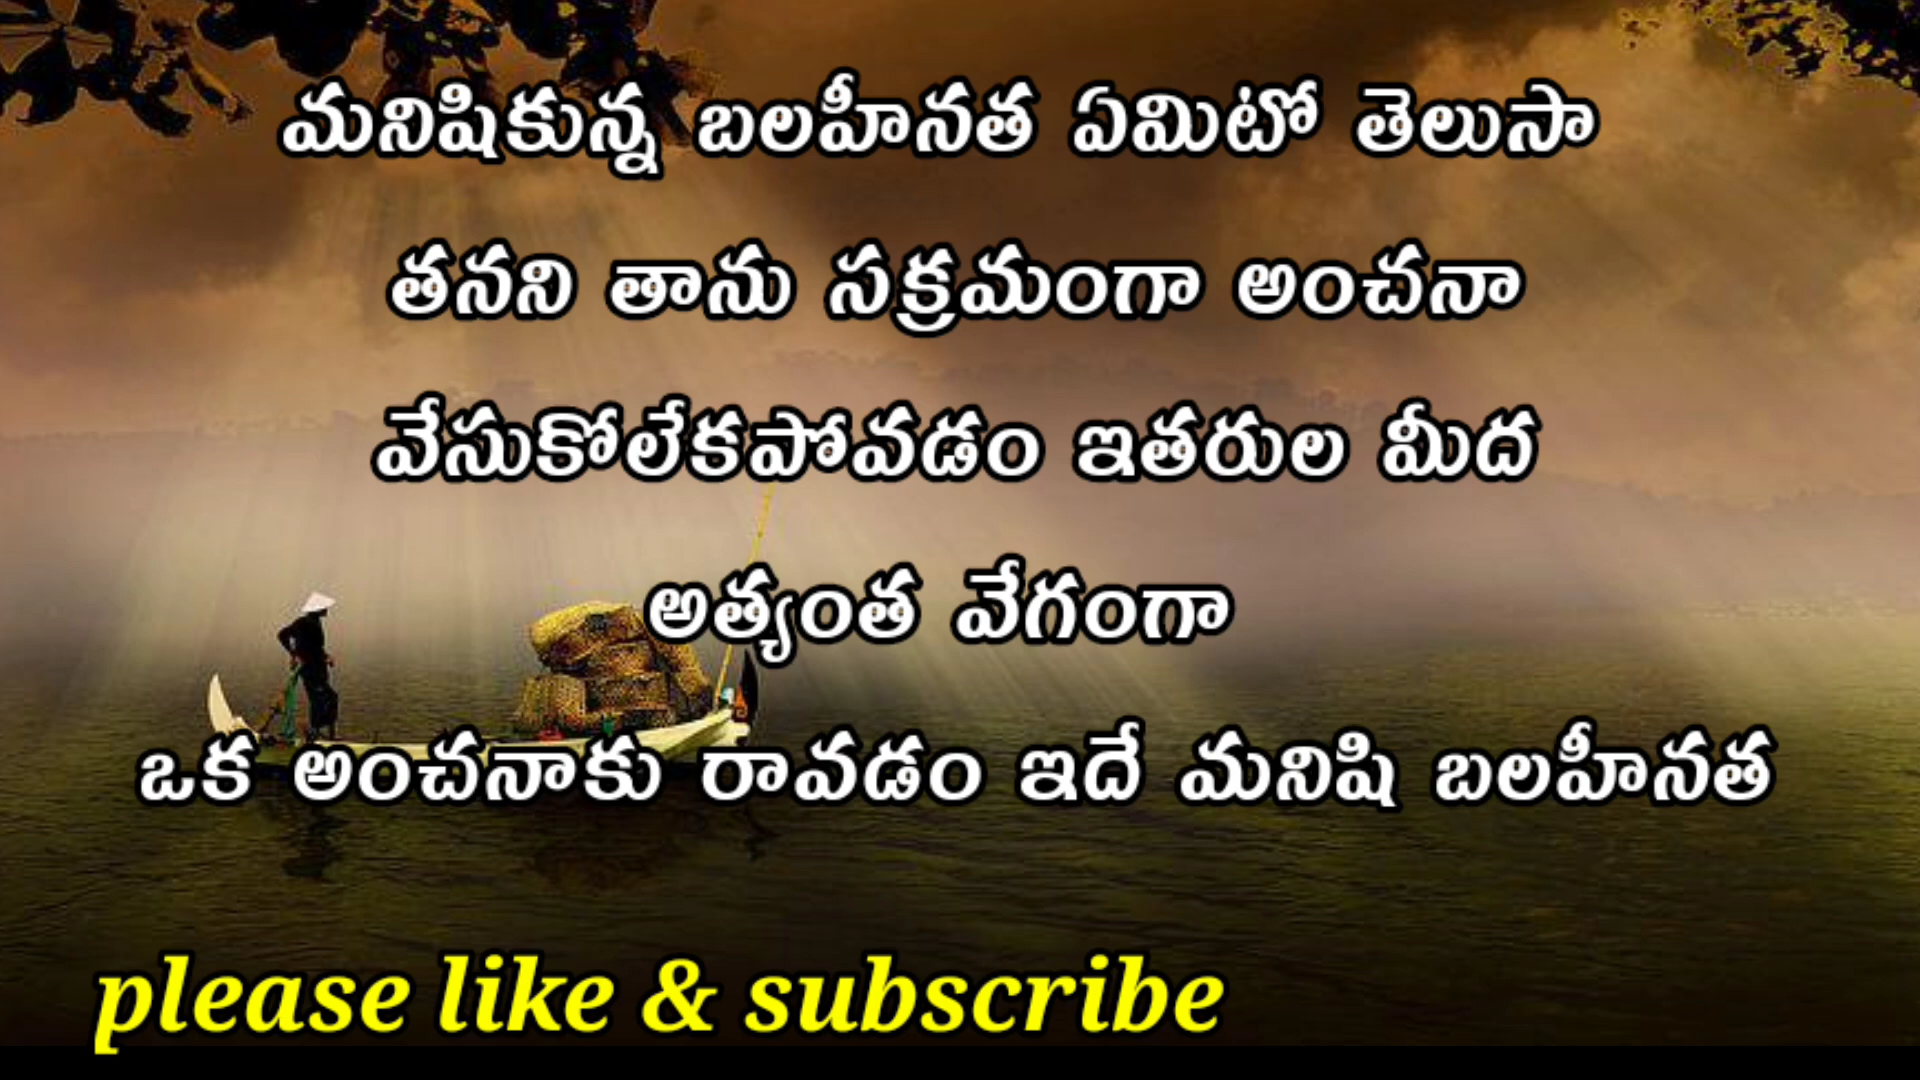 మనిషికున్న బలహీనత ఏమిటో తెలుసా
తనని తాను సక్రమంగా అంచనా
వేసుకోలేకపోవడం ఇతరుల మీద
అత్యంత వేగంగా
ఒక అంచనాకు రావడం ఇదే మనిషి బలహీనత
please like & subscribe